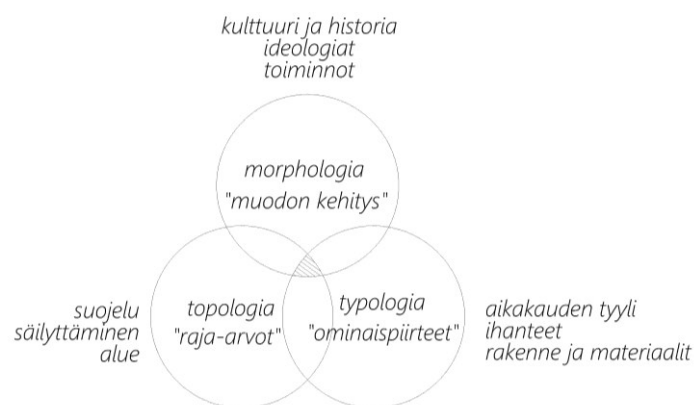 kulttuuri ja historia
ideologiat
toiminnot
morphologia
"muodon kehitys"
suojelu
säilyttäminen
alue
topologia
"raja-arvot"
typologia
"ominaispiirteet"
aikakauden tyyli
ihanteet
rakenne ja materiaalit